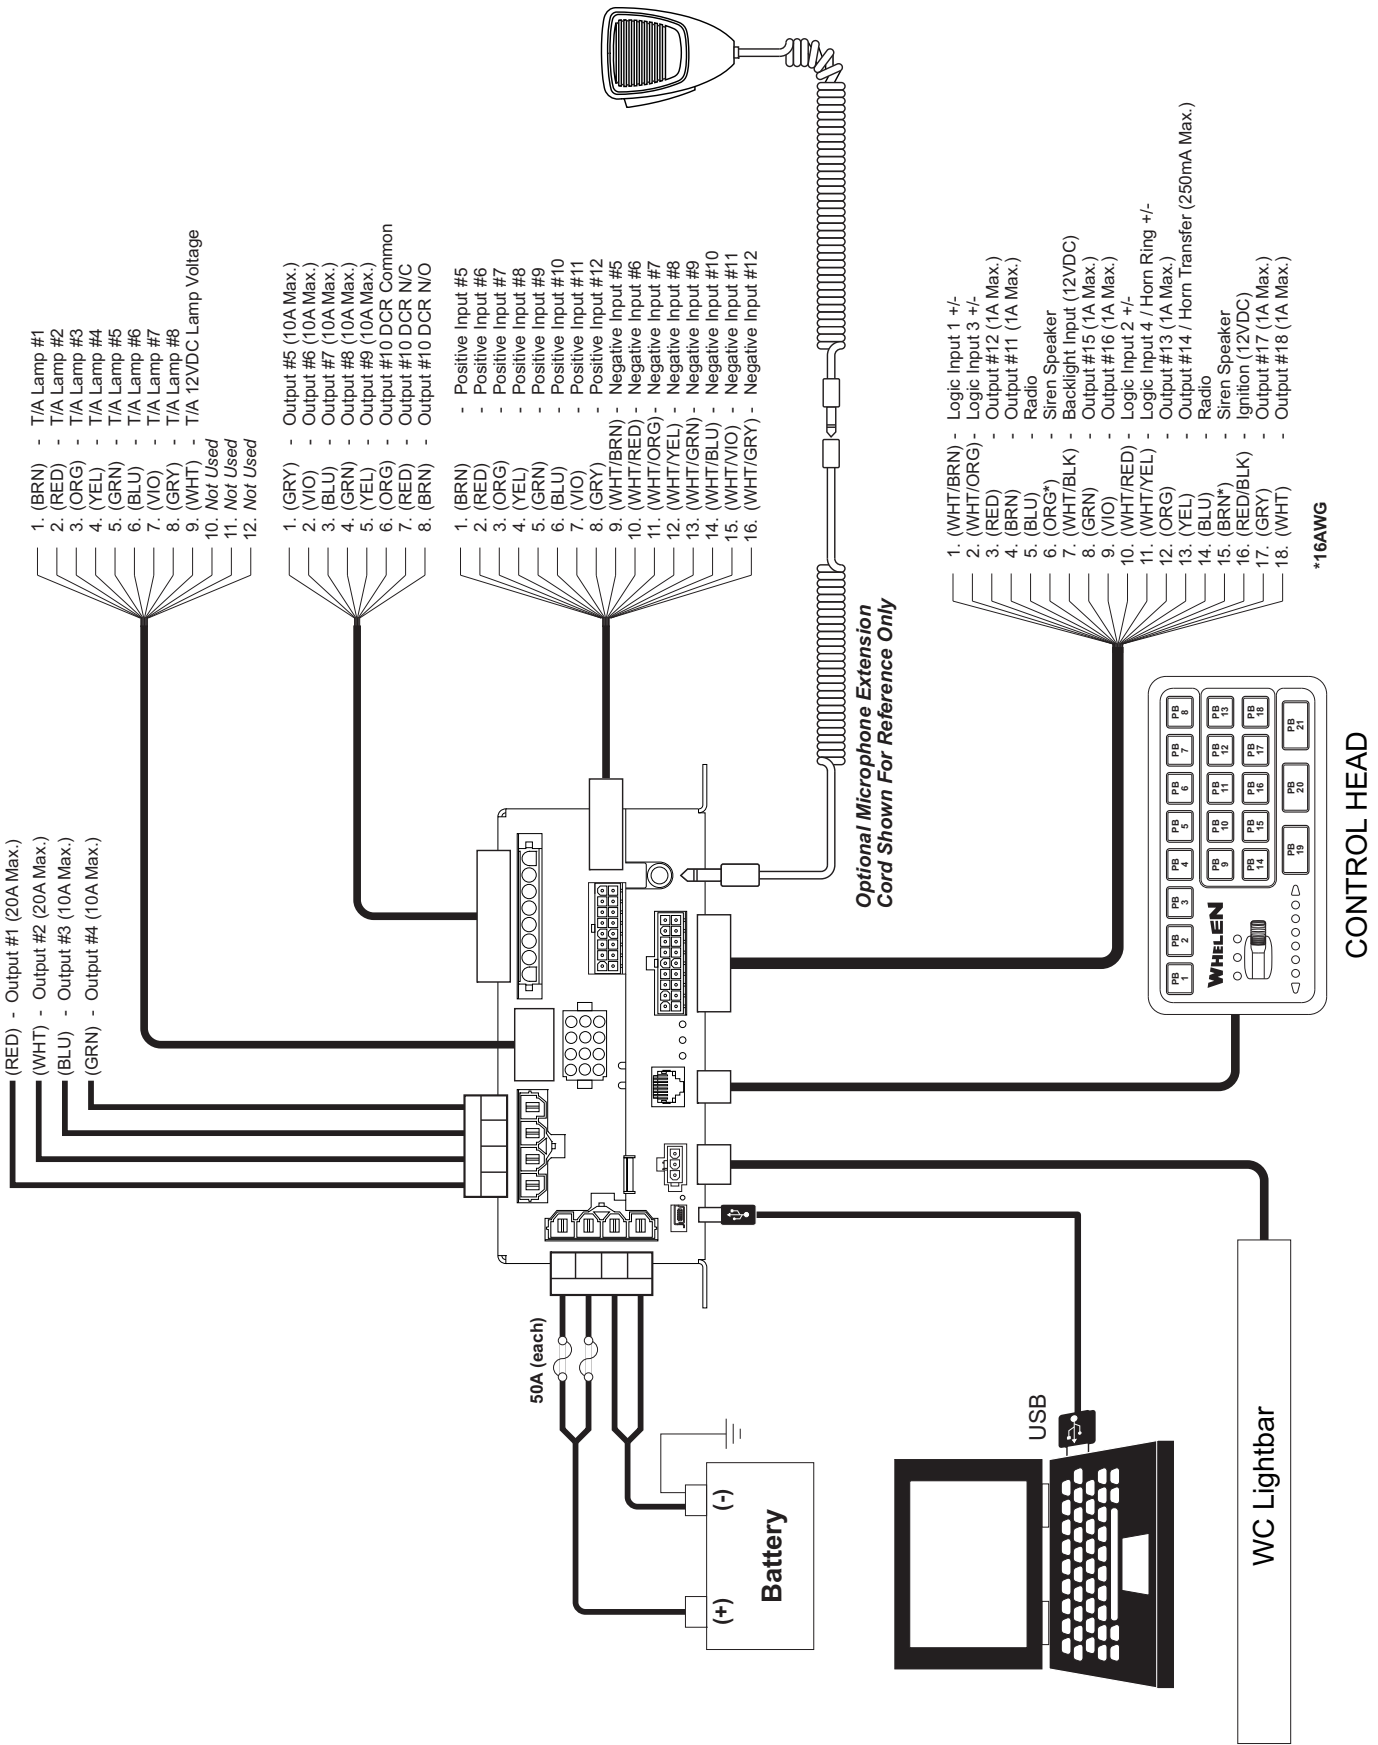 (RED) - Output #1 (20A Max.)
(WHT) - Output #2 (20A Max.)
(BLU) - Output #3 (10A Max.)
(GRN) - Output #4 (10A Max.)
1. (BRN) - T/A Lamp #1
2. (RED) - T/A Lamp #2
3. (ORG) - T/A Lamp #3
4. (YEL) - T/A Lamp #4
5. (GRN) - T/A Lamp #5
6. (BLU) - T/A Lamp #6
7. (VIO) - T/A Lamp #7
8. (GRY) - T/A Lamp #8
9. (WHT) - T/A 12VDC Lamp Voltage
10. Not Used
11. Not Used
12. Not Used
1. (GRY) - Output #5 (10A Max.)
2. (VIO) - Output #6 (10A Max.)
3. (BLU) - Output #7 (10A Max.)
4. (GRN) - Output #8 (10A Max.)
5. (YEL) - Output #9 (10A Max.)
6. (ORG) - Output #10 DCR Common
7. (RED) - Output #10 DCR N/C
8. (BRN) - Output #10 DCR N/O
1. (BRN) - Positive Input #5
2. (RED) - Positive Input #6
3. (ORG) - Positive Input #7
4. (YEL) - Positive Input #8
5. (GRN) - Positive Input #9
6. (BLU) - Positive Input #10
7. (VIO) - Positive Input #11
8. (GRY) - Positive Input #12
9. (WHT/BRN) - Negative Input #5
10. (WHT/RED) - Negative Input #6
11. (WHT/ORG) - Negative Input #7
12. (WHT/YEL) - Negative Input #8
13. (WHT/GRN) - Negative Input #9
14. (WHT/BLU) - Negative Input #10
15. (WHT/VIO) - Negative Input #11
16. (WHT/GRY) - Negative Input #12
Optional Microphone Extension
Cord Shown For Reference Only
1. (WHT/BRN) - Logic Input 1 +/-
2. (WHT/ORG) - Logic Input 3 +/-
3. (RED) - Output #12 (1A Max.)
4. (BRN) - Output #11 (1A Max.)
5. (BLU) - Radio
6. (ORG*) - Siren Speaker
7. (WHT/BLK) - Backlight Input (12VDC)
8. (GRN) - Output #15 (1A Max.)
9. (VIO) - Output #16 (1A Max.)
10. (WHT/RED) - Logic Input 2 +/-
11. (WHT/YEL) - Logic Input 4 / Horn Ring +/-
12. (ORG) - Output #13 (1A Max.)
13. (YEL) - Output #14 / Horn Transfer (250mA Max.)
14. (BLU) - Radio
15. (BRN*) - Siren Speaker
16. (RED/BLK) - Ignition (12VDC)
17. (GRY) - Output #17 (1A Max.)
18. (WHT) - Output #18 (1A Max.)
*16AWG
50A (each)
(+)
(-)
Battery
USB
WC Lightbar
PB 1
PB 2
PB 3
PB 4
PB 5
PB 6
PB 7
PB 8
WHELEN
PB 9
PB 10
PB 11
PB 12
PB 13
PB 14
PB 15
PB 16
PB 17
PB 18
PB 19
PB 20
PB 21
CONTROL HEAD